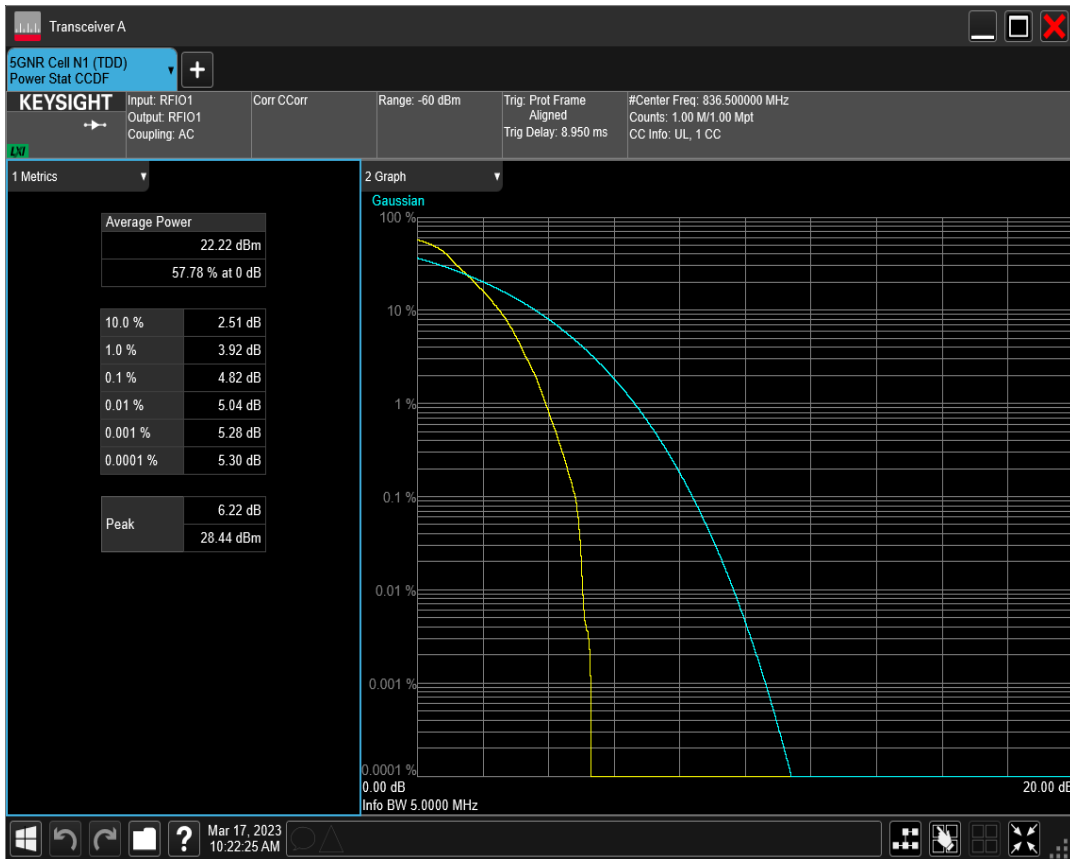 Transceiver A
5GNR Cell N1 (TDD)
Power Stat CCDF
KEYSIGHT
LXI
Input: RFIO1
Output: RFIO1
Coupling: AC
Corr CCorr
Range: -60 dBm
Trig: Prot Frame
Aligned
Trig Delay: 8.950 ms
#Center Freq: 836.500000 MHz
Counts: 1.00 M/1.00 Mpt
CC Info: UL, 1 CC
1 Metrics
Average Power
22.22 dBm
57.78 % at 0 dB
10.0 % 2.51 dB
1.0 % 3.92 dB
0.1 % 4.82 dB
0.01 % 5.04 dB
0.001 % 5.28 dB
0.0001 % 5.30 dB
Peak 6.22 dB
28.44 dBm
2 Graph
Gaussian
100 %
10 %
1 %
0.1 %
0.01 %
0.001 %
0.0001 %
0.00 dB 20.00 dB
Info BW 5.0000 MHz
Mar 17, 2023
10:22:25 AM